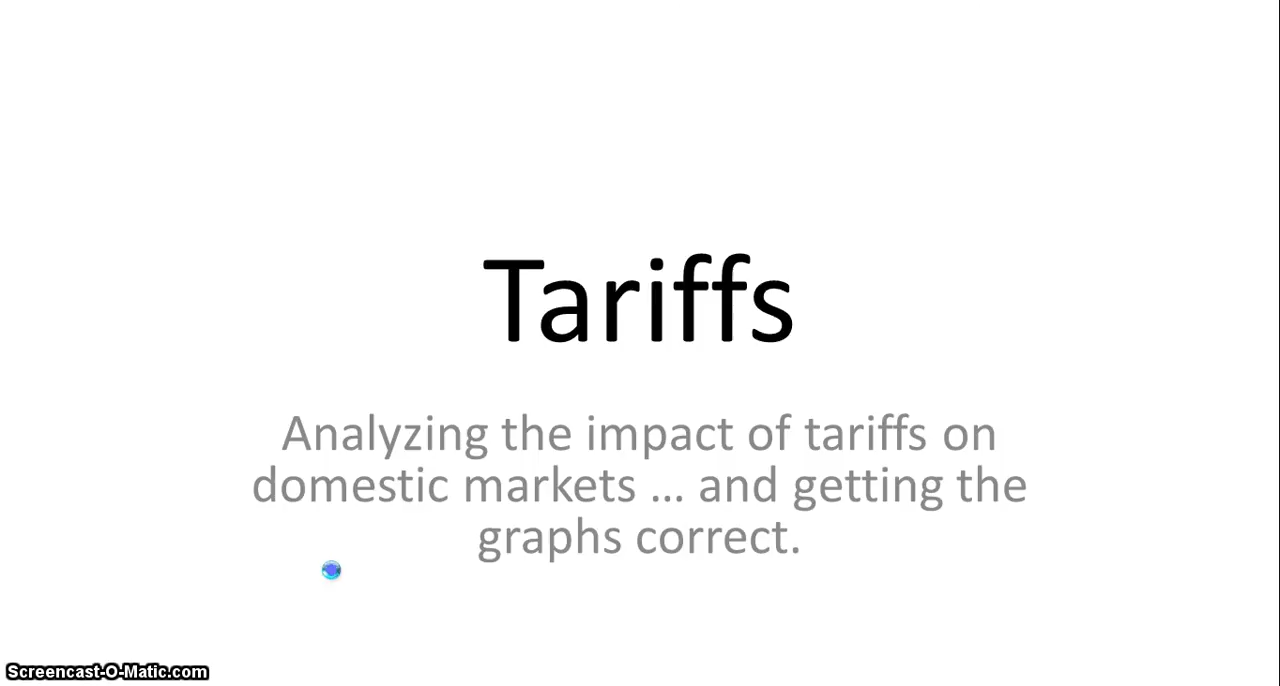 Tariffs
Analyzing the impact of tariffs on
domestic markets … and getting the
graphs correct.
Screencast-O-Matic.com